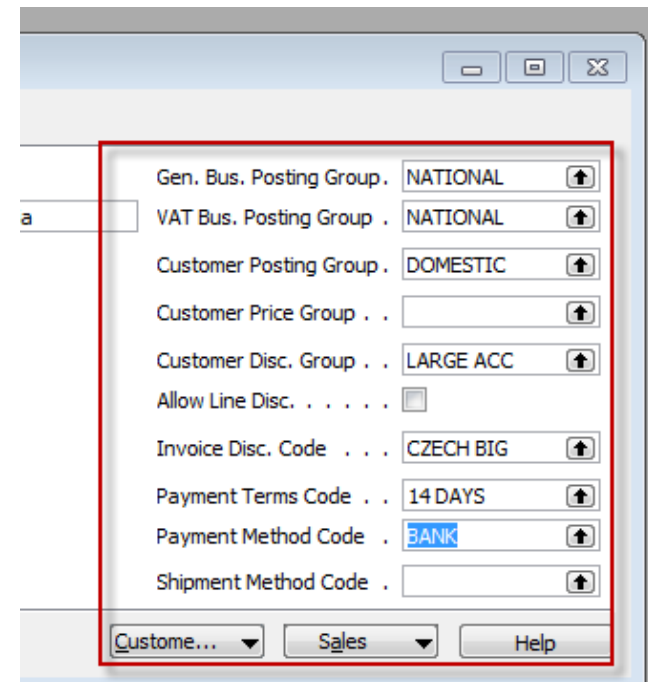 Gen. Bus. Posting Group. NATIONAL
a VAT Bus. Posting Group . NATIONAL
Customer Posting Group. DOMESTIC
Customer Price Group . .
Customer Disc. Group . . LARGE ACC
Allow Line Disc. . . . . .
Invoice Disc. Code . . . CZECH BIG
Payment Terms Code . . 14 DAYS
Payment Method Code . BANK
Shipment Method Code .
Custome... Sales Help